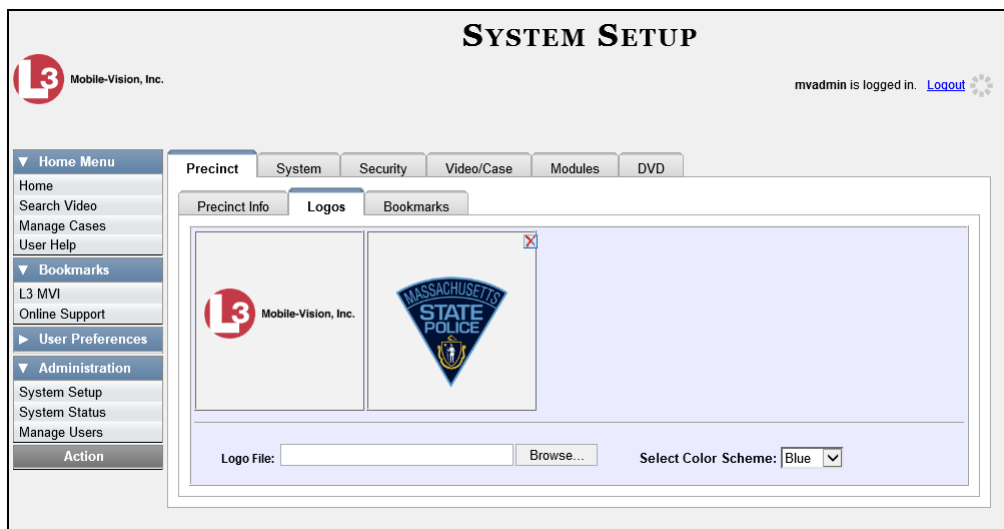 SYSTEM SETUP
L3 Mobile-Vision, Inc.
mvadmin is logged in. Logout
▼ Home Menu
Home
Search Video
Manage Cases
User Help
▼ Bookmarks
L3 MVI
Online Support
► User Preferences
▼ Administration
System Setup
System Status
Manage Users
Action
Precinct System Security Video/Case Modules DVD
Precinct Info Logos Bookmarks
L3 Mobile-Vision, Inc.
MASSACHUSETTS
STATE
POLICE
Logo File: Browse... Select Color Scheme: Blue